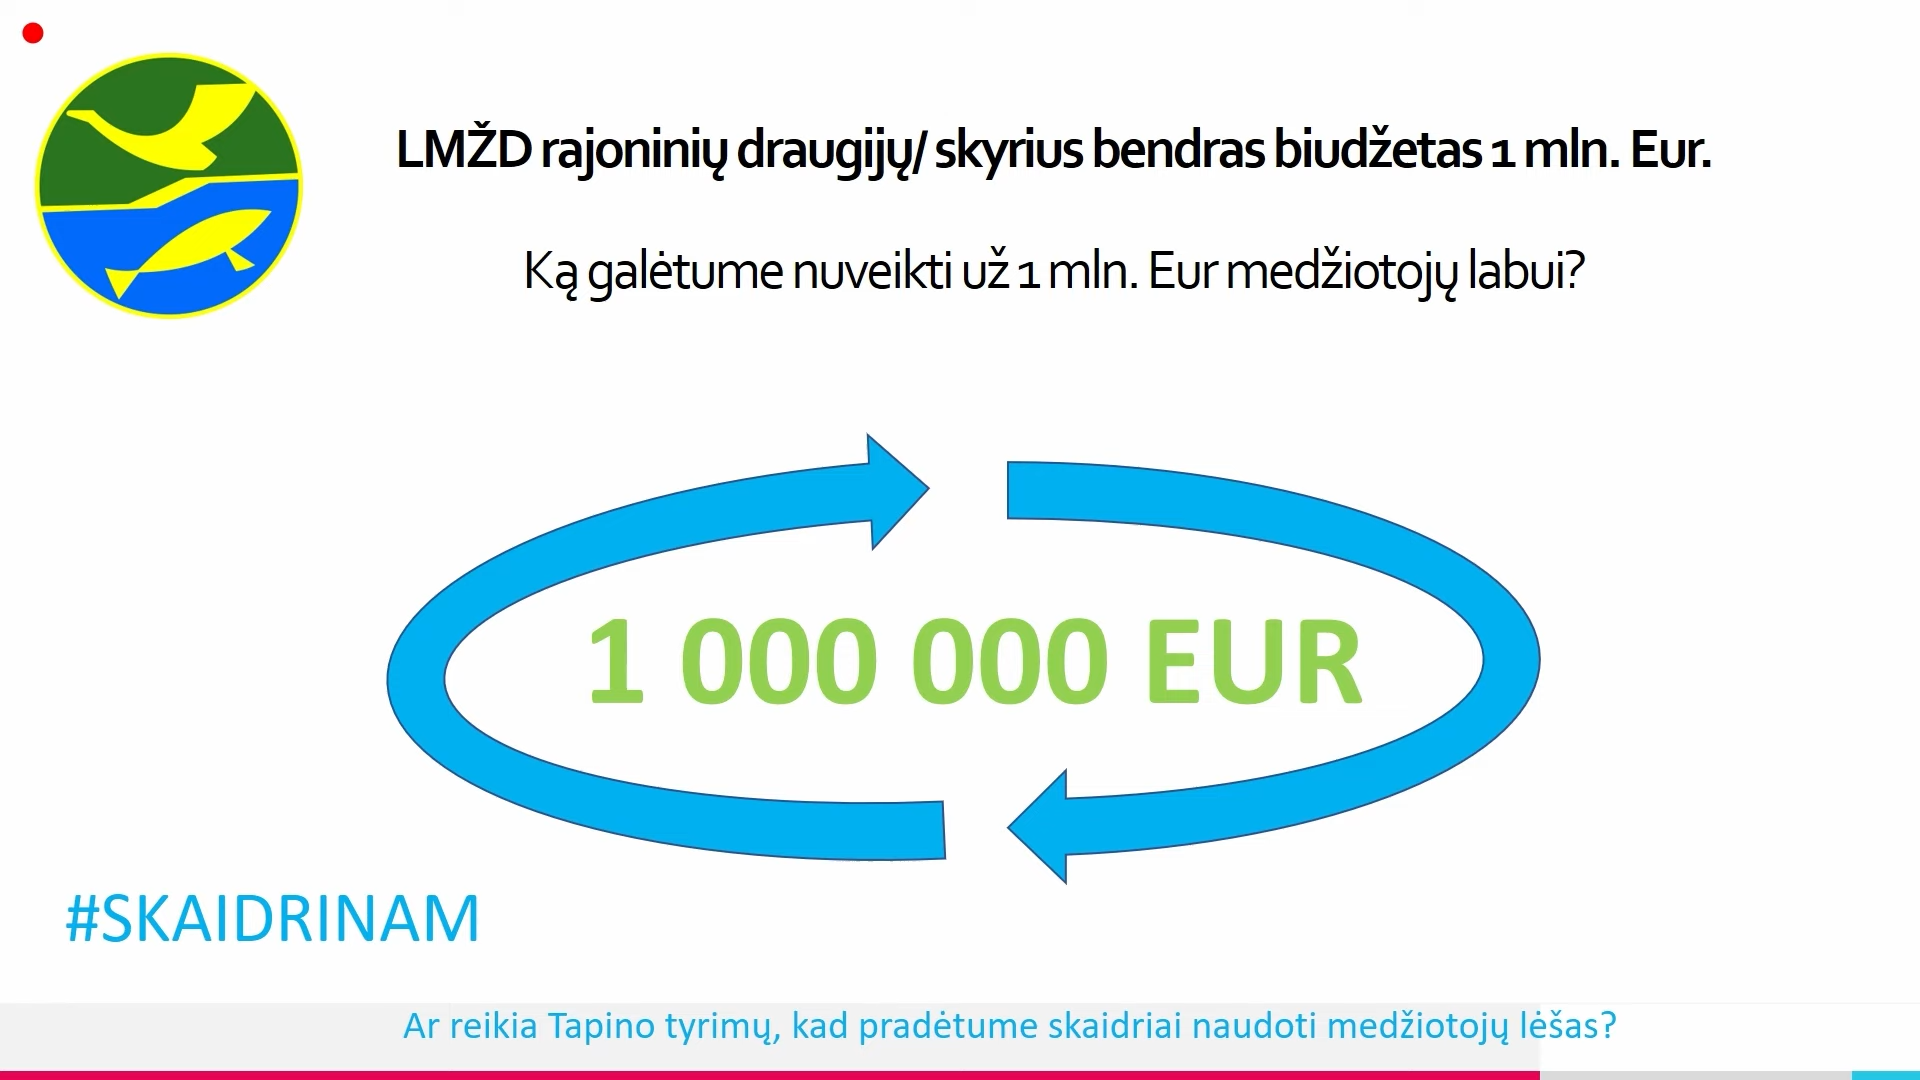 LMŽD rajoninių draugijų/ skyrius bendras biudžetas 1 mln. Eur.
Ką galėtume nuveikti už 1 mln. Eur medžiotojų labui?
1 000 000 EUR
#SKAIDRINAM
Ar reikia Tapino tyrimų, kad pradėtume skaidriai naudoti medžiotojų lėšas?